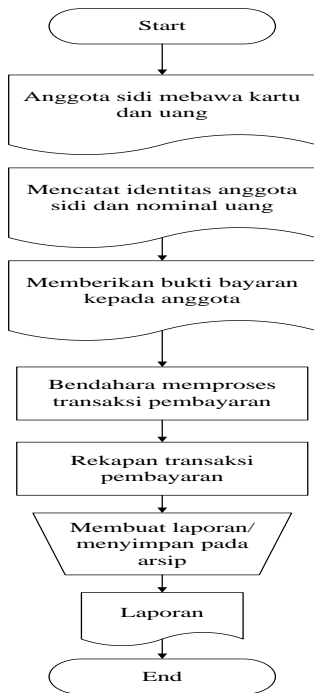 Start
Anggota sidi mebawa kartu
dan uang
Mencatat identitas anggota
sidi dan nominal uang
Memberikan bukti bayaran
kepada anggota
Bendahara memproses
transaksi pembayaran
Rekapan transaksi
pembayaran
Membuat laporan/
menyimpan pada
arsip
Laporan
End